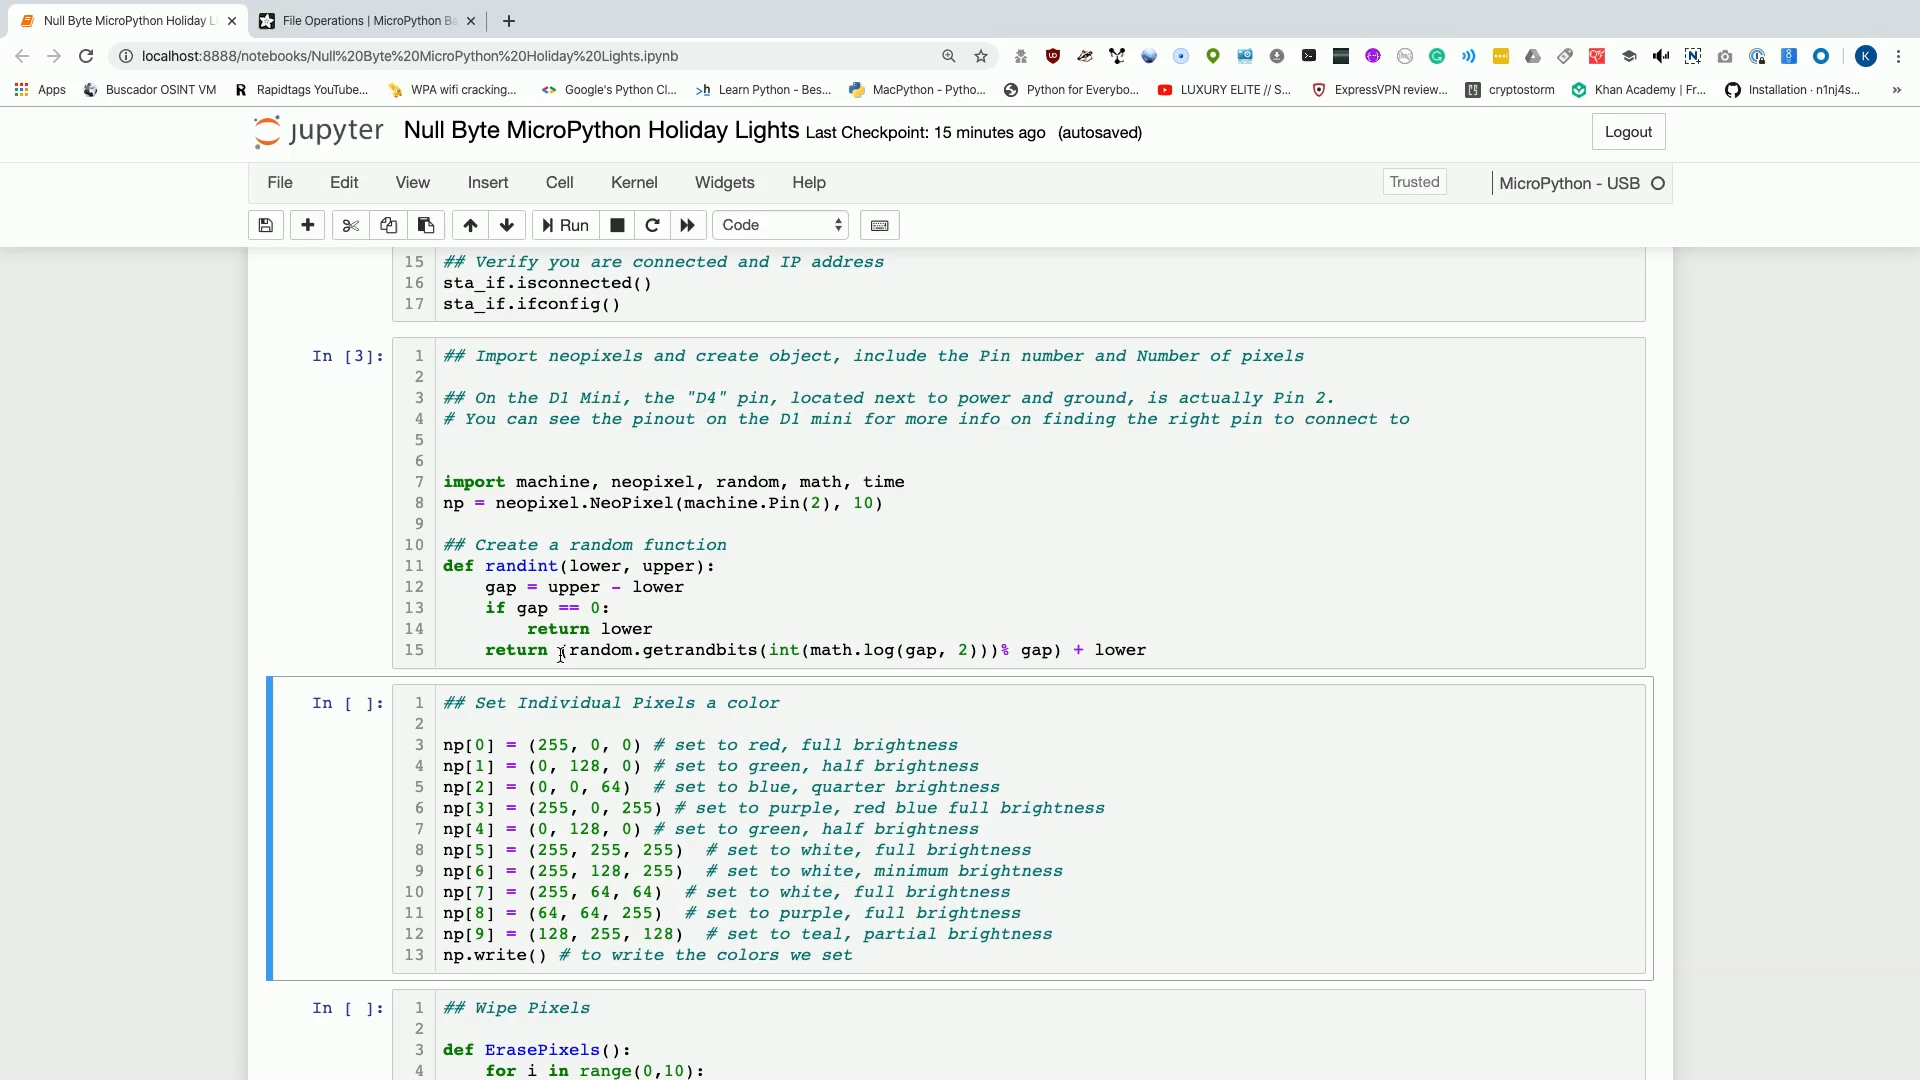 Null Byte MicroPython Holiday Li
File Operations | MicroPython Ba
localhost:8888/notebooks/Null%20Byte%20MicroPython%20Holiday%20Lights.ipynb
Apps Buscador OSINT VM Rapidtags YouTube... WPA wifi cracking... Google's Python Cl... Learn Python - Bes... MacPython - Pytho... Python for Everybo... LUXURY ELITE // S... ExpressVPN review... cryptostorm Khan Academy | Fr... Installation · n1nj4s... »
jupyter Null Byte MicroPython Holiday Lights Last Checkpoint: 15 minutes ago (autosaved) Logout
File Edit View Insert Cell Kernel Widgets Help Trusted MicroPython - USB
Run Code
15 ## Verify you are connected and IP address
16 sta_if.isconnected()
17 sta_if.ifconfig()
In [3]: 1 ## Import neopixels and create object, include the Pin number and Number of pixels
2
3 ## On the D1 Mini, the "D4" pin, located next to power and ground, is actually Pin 2.
4 # You can see the pinout on the D1 mini for more info on finding the right pin to connect to
5
6
7 import machine, neopixel, random, math, time
8 np = neopixel.NeoPixel(machine.Pin(2), 10)
9
10 ## Create a random function
11 def randint(lower, upper):
12 gap = upper - lower
13 if gap == 0:
14 return lower
15 return (random.getrandbits(int(math.log(gap, 2)))% gap) + lower
In [ ]: 1 ## Set Individual Pixels a color
2
3 np[0] = (255, 0, 0) # set to red, full brightness
4 np[1] = (0, 128, 0) # set to green, half brightness
5 np[2] = (0, 0, 64) # set to blue, quarter brightness
6 np[3] = (255, 0, 255) # set to purple, red blue full brightness
7 np[4] = (0, 128, 0) # set to green, half brightness
8 np[5] = (255, 255, 255) # set to white, full brightness
9 np[6] = (255, 128, 255) # set to white, minimum brightness
10 np[7] = (255, 64, 64) # set to white, full brightness
11 np[8] = (64, 64, 255) # set to purple, full brightness
12 np[9] = (128, 255, 128) # set to teal, partial brightness
13 np.write() # to write the colors we set
In [ ]: 1 ## Wipe Pixels
2
3 def ErasePixels():
4 for i in range(0,10):